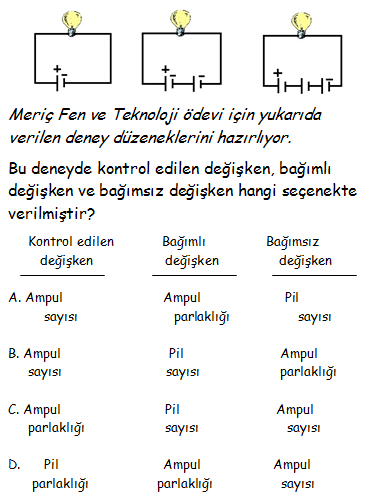 + - + - + -
Meriç Fen ve Teknoloji ödevi için yukarıda
verilen deney düzeneklerini hazırlıyor.
Bu deneyde kontrol edilen değişken, bağımlı
değişken ve bağımsız değişken hangi seçenekte
verilmiştir?
Kontrol edilen Bağımlı Bağımsız
değişken değişken değişken
A. Ampul Ampul Pil
sayısı parlaklığı sayısı
B. Ampul Pil Ampul
sayısı sayısı parlaklığı
C. Ampul Pil Ampul
parlaklığı sayısı sayısı
D. Pil Ampul Ampul
parlaklığı parlaklığı sayısı